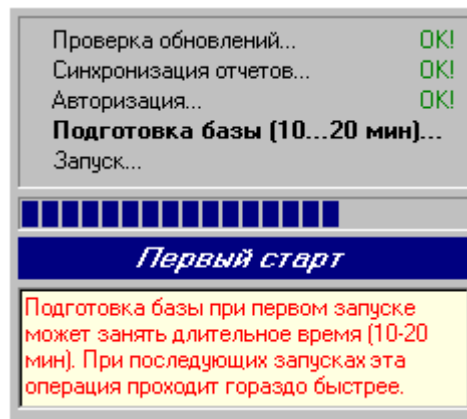 Проверка обновлений... OK!
Синхронизация отчетов... OK!
Авторизация... OK!
Подготовка базы (10...20 мин)...
Запуск...
Первый старт
Подготовка базы при первом запуске
может занять длительное время (10-20
мин). При последующих запусках эта
операция проходит гораздо быстрее.